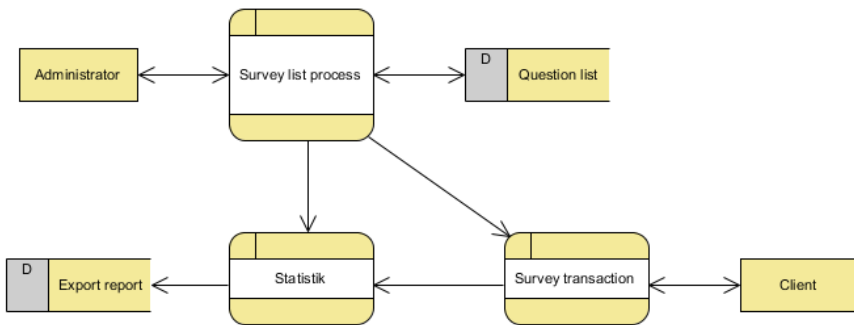 Administrator
Survey list process
D
Question list
D
Export report
Statistik
Survey transaction
Client